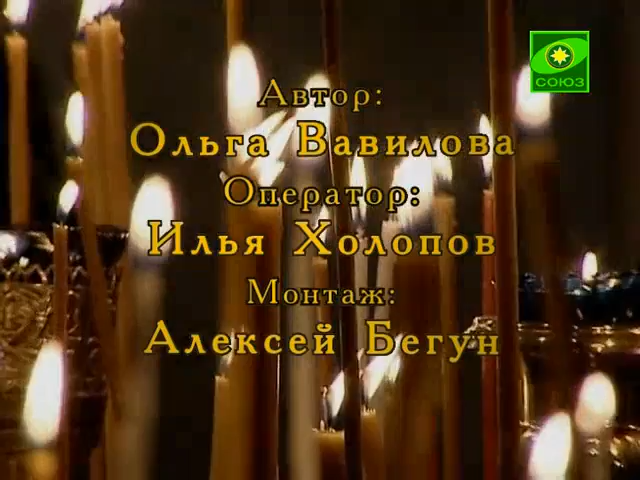 СОЮЗ
Автор:
Ольга Вавилова
Оператор:
Илья Холопов
Монтаж:
Алексей Бегун